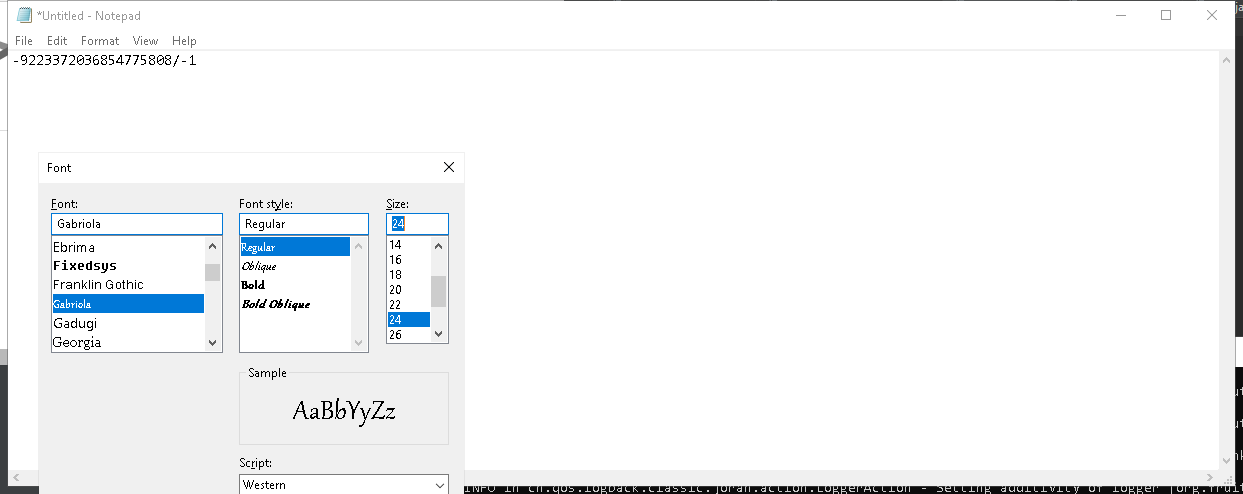 *Untitled - Notepad
File Edit Format View Help
-9223372036854775808/-1
Font
Font: Font style: Size:
Gabriola Regular 24
Ebrima
Fixedsys
Franklin Gothic
Gabriola
Gadugi
Georgia
Regular
Oblique
Bold
Bold Oblique
14
16
18
20
22
24
26
Sample
AaBbYyZz
Script:
Western
INFO in ch.qos.logback.classic.joran.action.LoggerAction - Setting additivity of logger